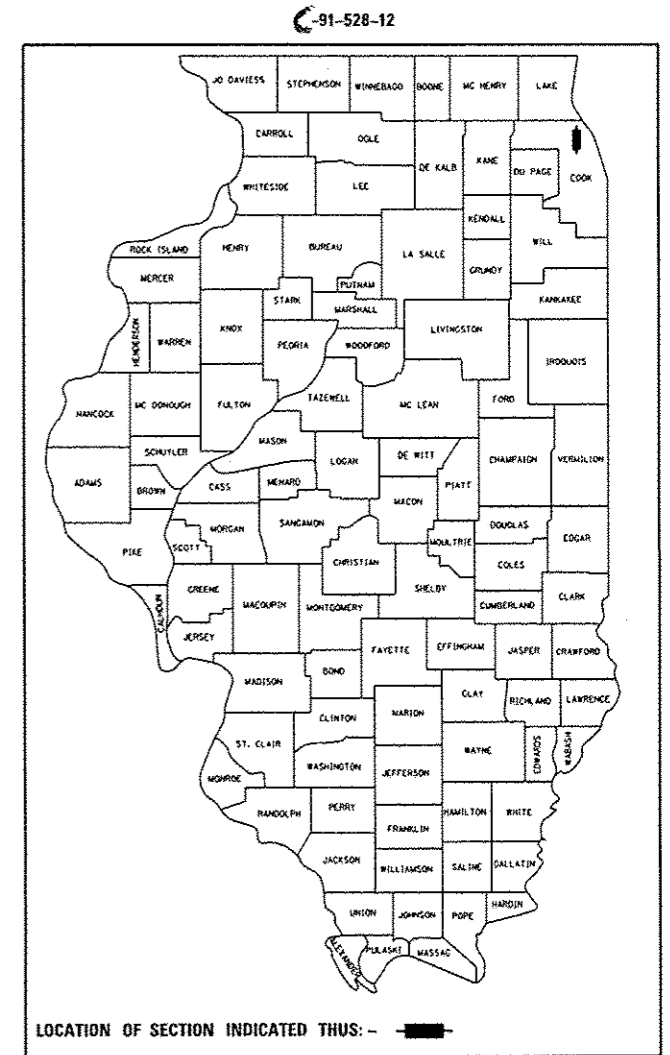 C-91-528-12
JO DAVIESS STEPHENSON WINNEBAGO BOONE MC HENRY LAKE
CARROLL OGLE DE KALB KANE DU PAGE COOK
WHITESIDE LEE
KENDALL WILL
ROCK ISLAND HENRY BUREAU LA SALLE GRUNDY
MERCER PUTNAM KANKAKEE
STARK MARSHALL
HENDERSON WARREN KNOX PEORIA WOODFORD LIVINGSTON IROQUOIS
HANCOCK MC DONOUGH FULTON TAZEWELL MC LEAN FORD
SCHUYLER MASON LOGAN DE WITT CHAMPAIGN VERMILION
ADAMS BROWN CASS MENARD MACON PIATT
PIKE SCOTT MORGAN SANGAMON CHRISTIAN MOULTRIE DOUGLAS EDGAR
COLES
CALHOUN GREENE MACOUPIN MONTGOMERY SHELBY CUMBERLAND CLARK
JERSEY FAYETTE EFFINGHAM JASPER CRAWFORD
MADISON BOND CLAY RICHLAND LAWRENCE
CLINTON MARION
ST. CLAIR WAYNE EDWARDS WABASH
MONROE WASHINGTON JEFFERSON
RANDOLPH PERRY HAMILTON WHITE
FRANKLIN
JACKSON WILLIAMSON SALINE GALLATIN
UNION JOHNSON POPE HARDIN
ALEXANDER PULASKI MASSAC
LOCATION OF SECTION INDICATED THUS: -